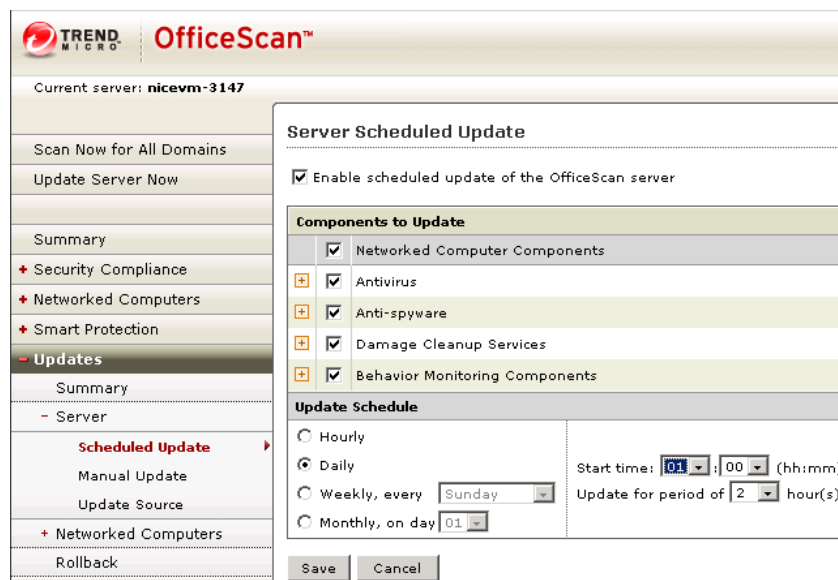 TREND MICRO OfficeScan™
Current server: nicevm-3147
Scan Now for All Domains
Update Server Now
Summary
+ Security Compliance
+ Networked Computers
+ Smart Protection
- Updates
Summary
- Server
Scheduled Update
Manual Update
Update Source
+ Networked Computers
Rollback
Server Scheduled Update
Enable scheduled update of the OfficeScan server
Components to Update
Networked Computer Components
Antivirus
Anti-spyware
Damage Cleanup Services
Behavior Monitoring Components
Update Schedule
Hourly
Daily
Weekly, every Sunday
Monthly, on day 01
Start time: 01 : 00 (hh:mm)
Update for period of 2 hour(s)
Save Cancel